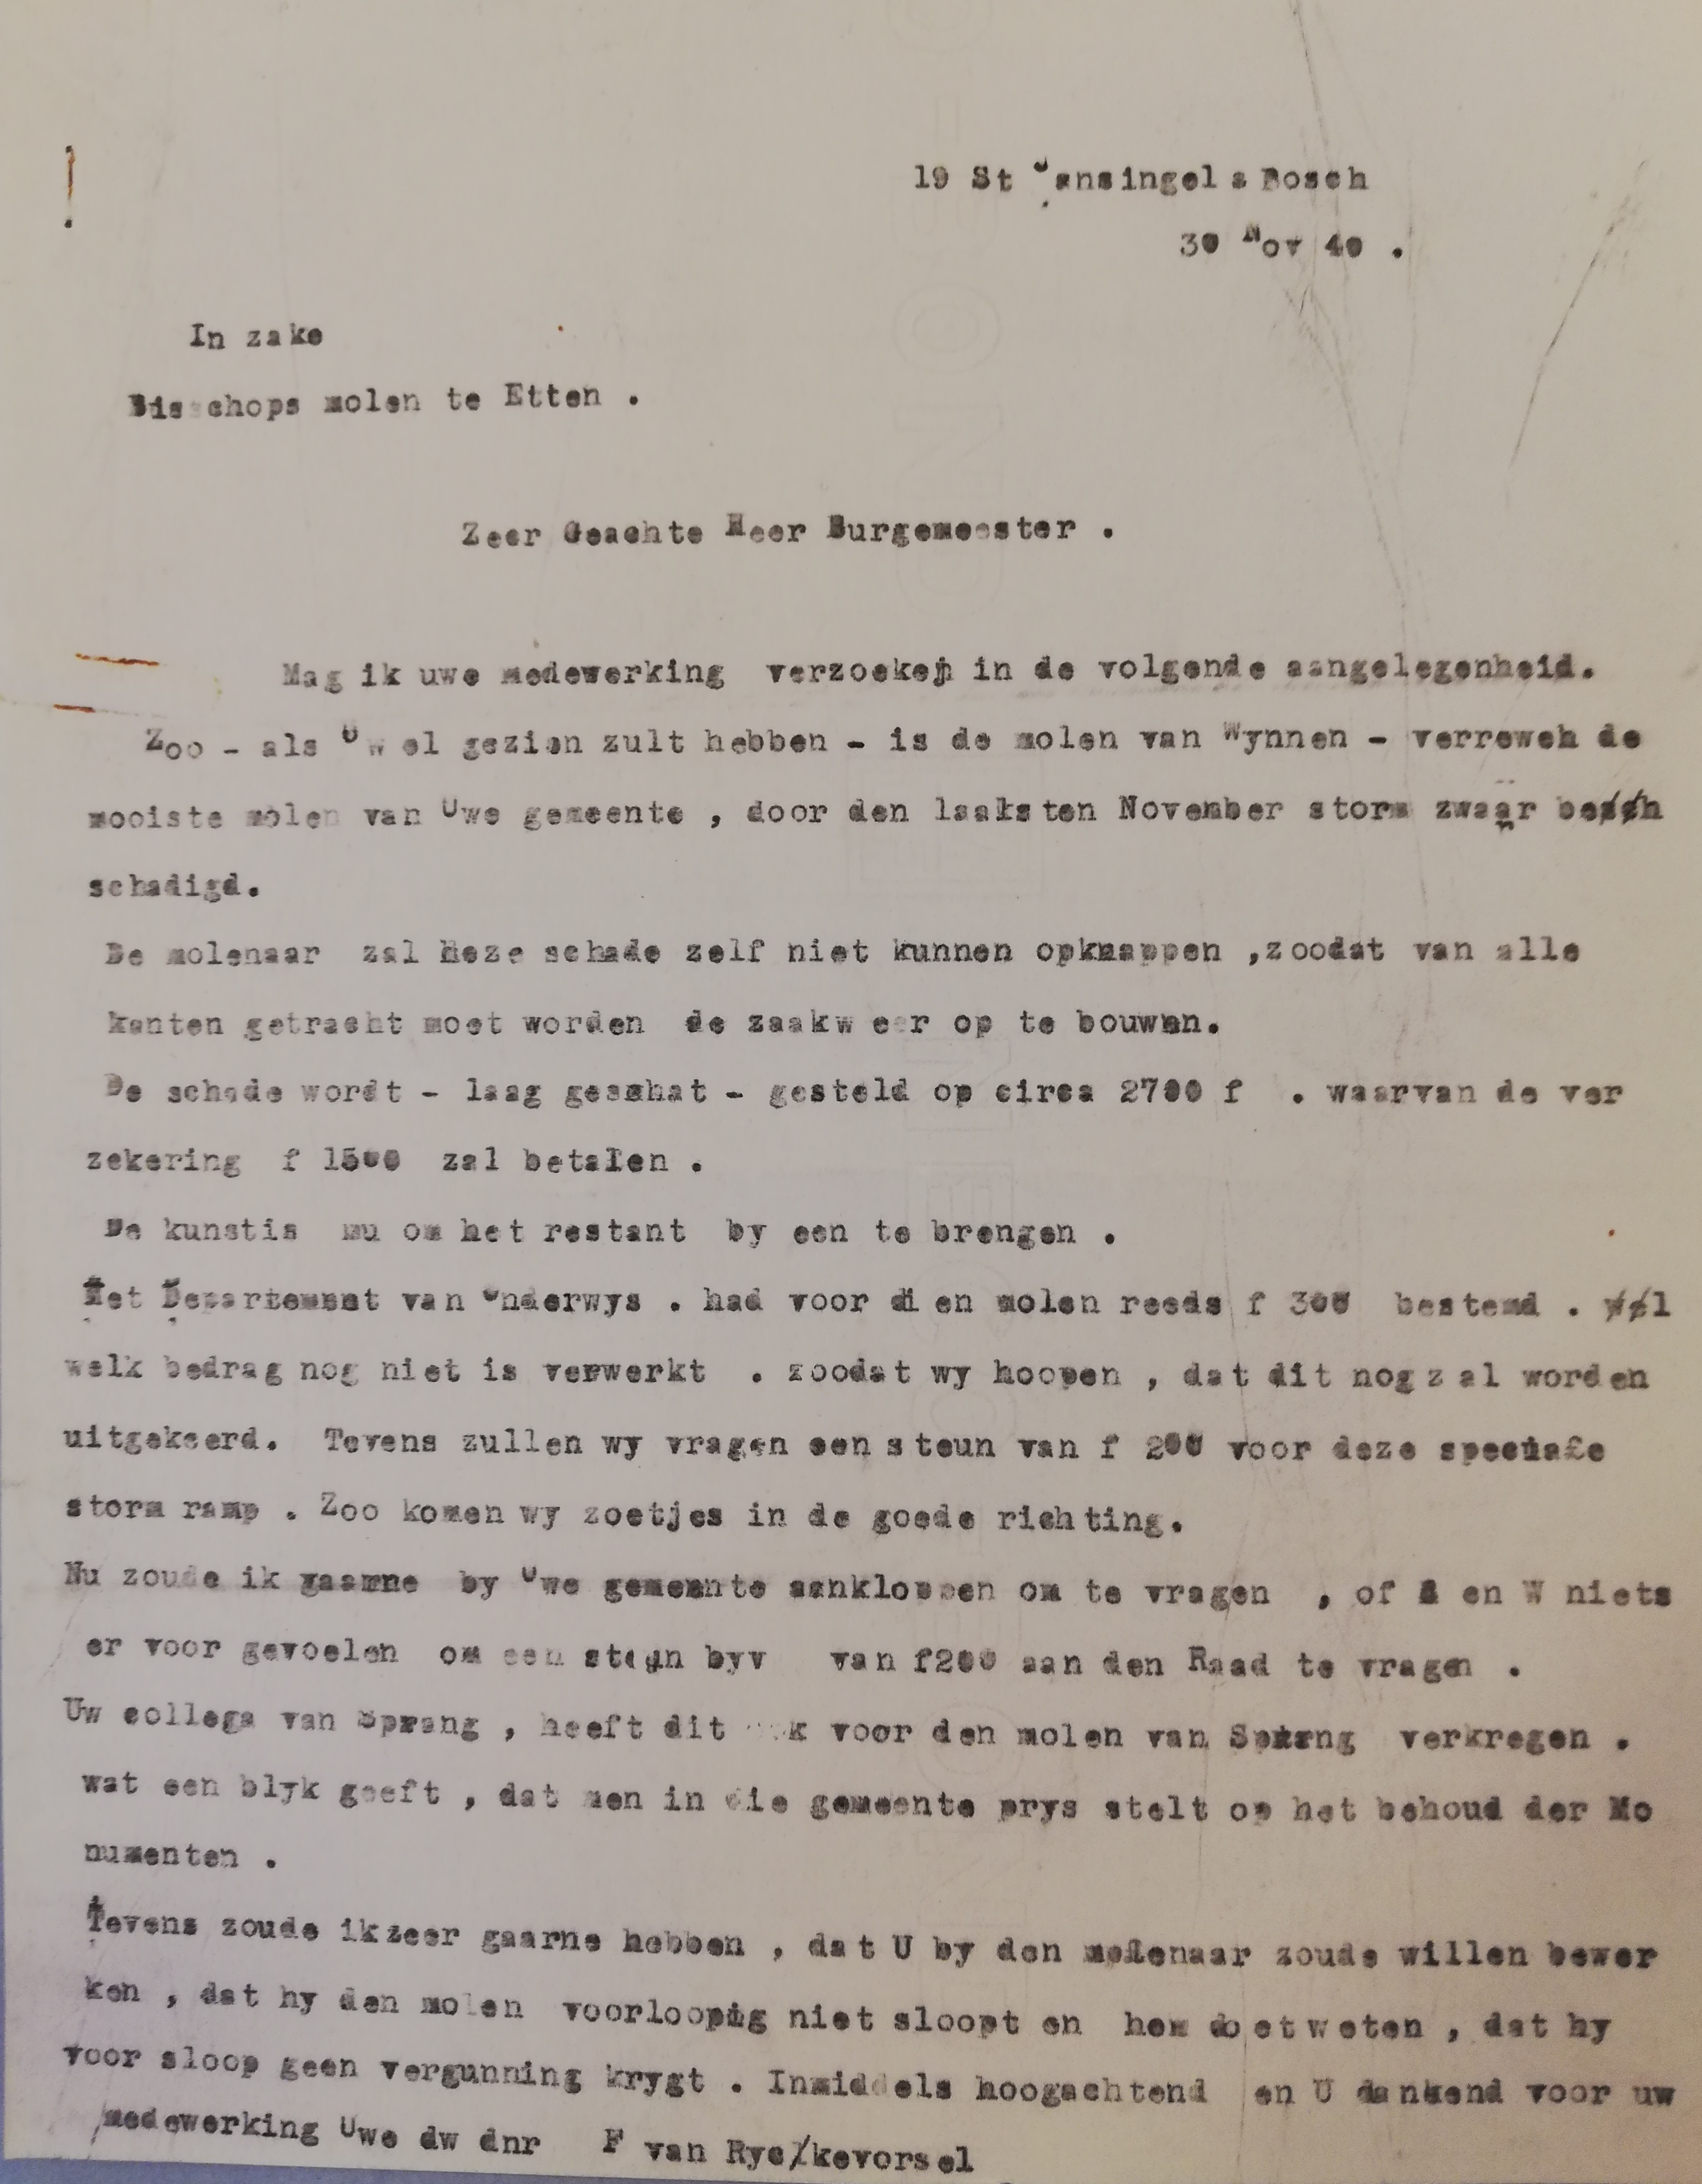 19 St Jansingel s Bosch
30 Nov 40 .
In zake
Bisschops molen te Etten .
Zeer Geachte Heer Burgemeester .
Mag ik uwe medewerking verzoeken in de volgende aangelegenheid.
Zoo - als U wel gezien zult hebben - is de molen van Wynnen - verreweh de
mooiste molen van Uwe gemeente , door den laaksten November storm zwaar besch
schadigd.
De molenaar zal deze schade zelf niet kunnen opknappen ,zoodat van alle
kanten getracht moet worden de zaak weer op te bouwen.
De schade wordt - laag geschat - gesteld op circa 2700 f . waarvan de ver
zekering f 1500 zal betalen .
De kunst is nu om het restant by een te brengen .
Het Departement van Onderwys . had voor dien molen reeds f 300 bestemd . wel
welk bedrag nog niet is verwerkt . zoodat wy hoopen , dat dit nog zal worden
uitgekeerd. Tevens zullen wy vragen een steun van f 200 voor deze speciale
storm ramp . Zoo komen wy zoetjes in de goede richting.
Nu zoude ik gaarne by Uwe gemeente aankloppen om te vragen , of B en W niets
er voor gevoelen om een steun byv van f200 aan den Raad te vragen .
Uw collega van Sprang , heeft dit ook voor den molen van Sprang verkregen .
wat een blyk geeft , dat men in die gemeente prys stelt op het behoud der Mo
numenten .
Tevens zoude ik zeer gaarne hebben , dat U by den molenaar zoude willen bewer
ken , dat hy den molen voorloopig niet sloopt en hem doet weten , dat hy
voor sloop geen vergunning krygt . Inmiddels hoogachtend en U dankend voor uw
medewerking Uwe dw dnr F van Rye/kevorsel